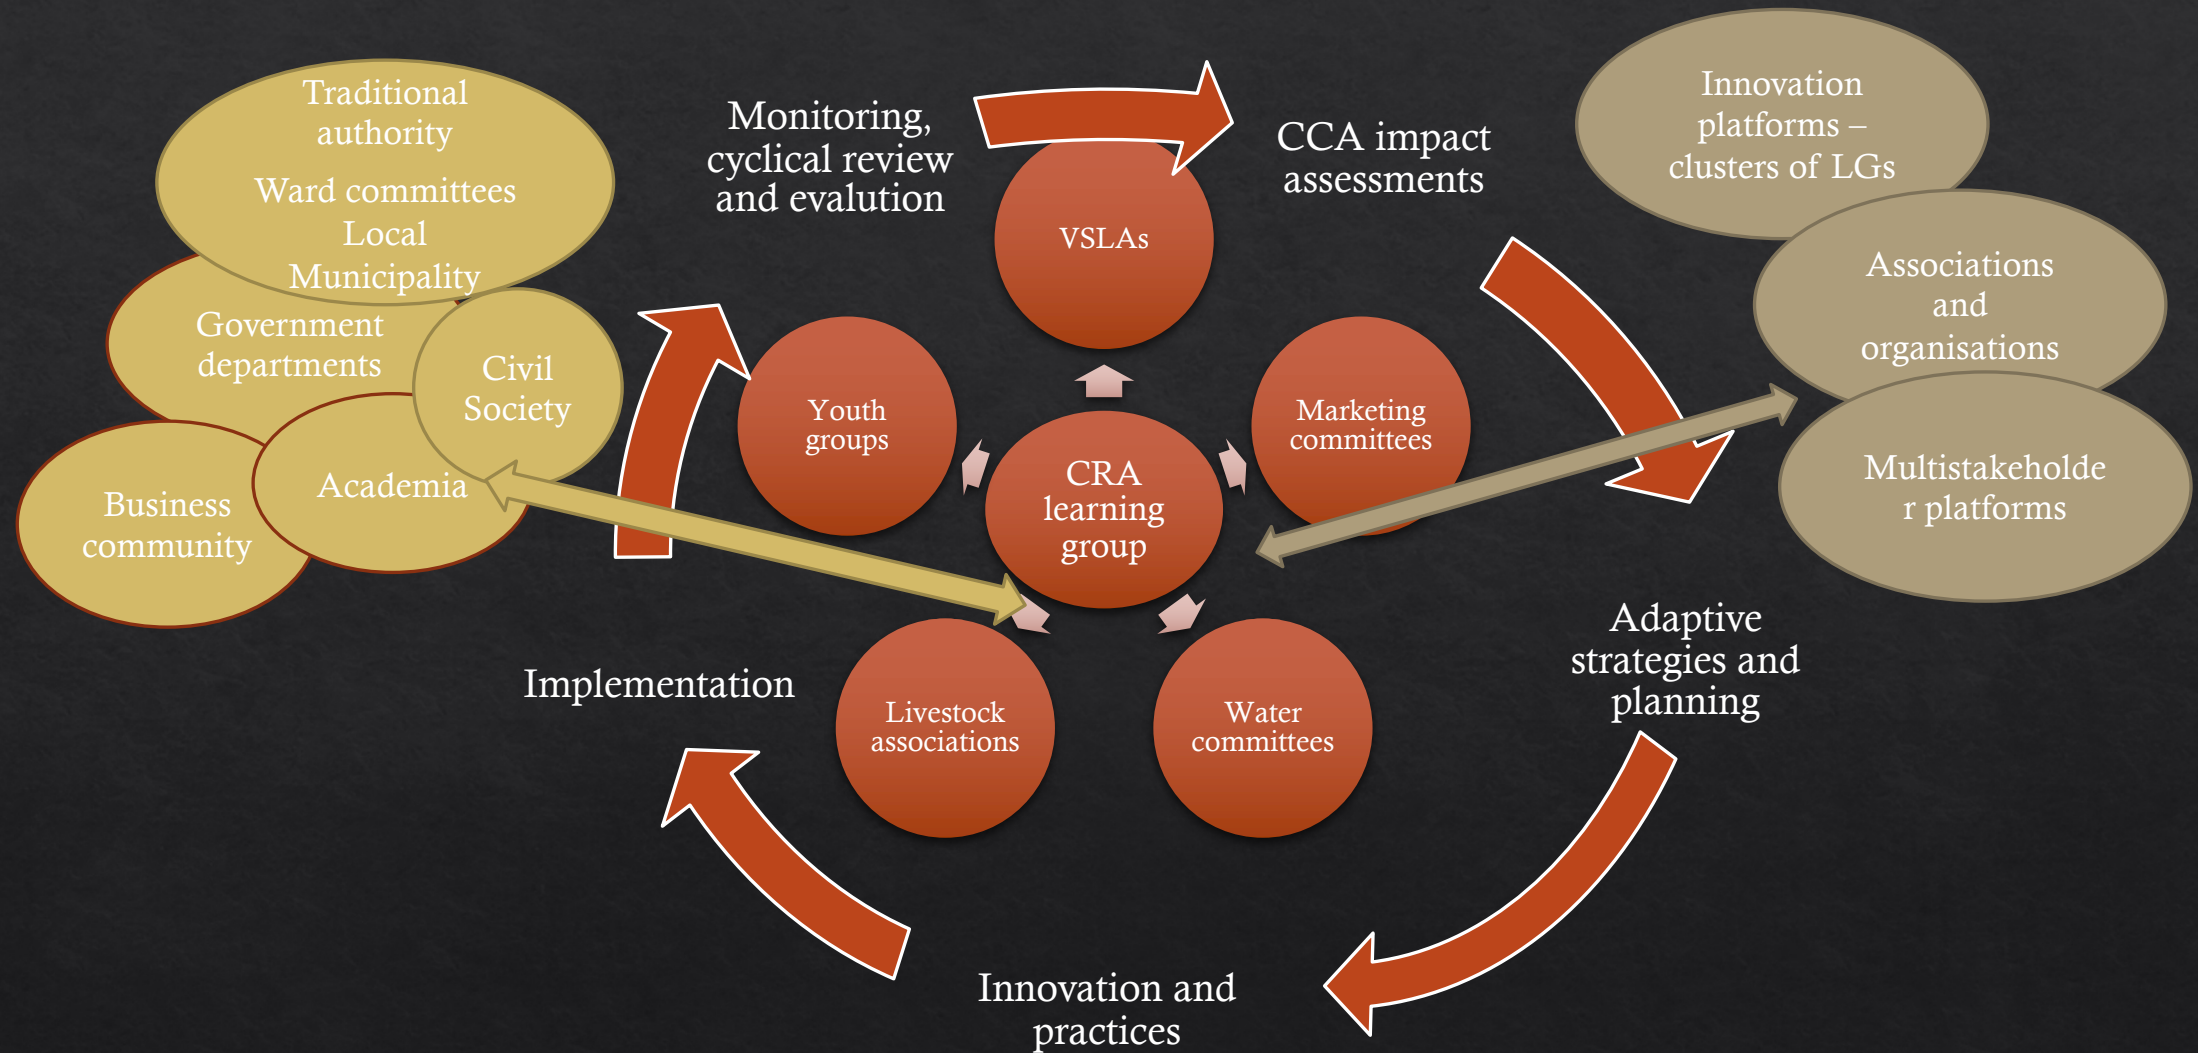 Traditional
authority
Ward committees
Local
Municipality
Government
departments
Civil
Society
Academia
Business
community
Monitoring,
cyclical review
and evalution
CCA impact
assessments
VSLAs
Youth
groups
Marketing
committees
CRA
learning
group
Livestock
associations
Water
committees
Implementation
Innovation and
practices
Adaptive
strategies and
planning
Innovation
platforms –
clusters of LGs
Associations
and
organisations
Multistakeholde
r platforms